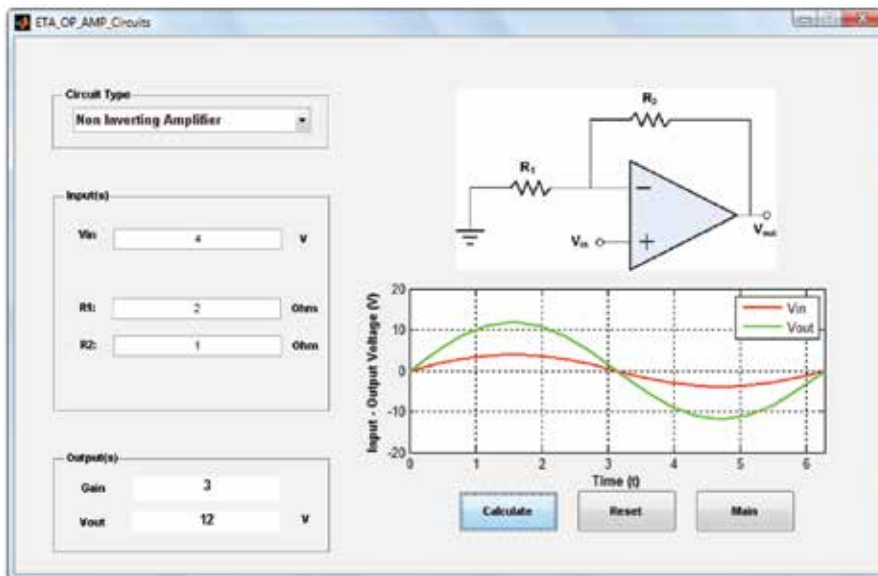 ETA_OP_AMP_Circuits
Circuit Type
Non Inverting Amplifier
Input(s)
Vin 4 V
R1: 2 Ohms
R2: 1 Ohm
Output(s)
Gain 3
Vout 12 V
R₂
R₁
Vin
Vout
Input - Output Voltage (V)
20
10
0
-10
-20
Vin
Vout
0 1 2 3 4 5 6
Time (t)
Calculate Reset Main